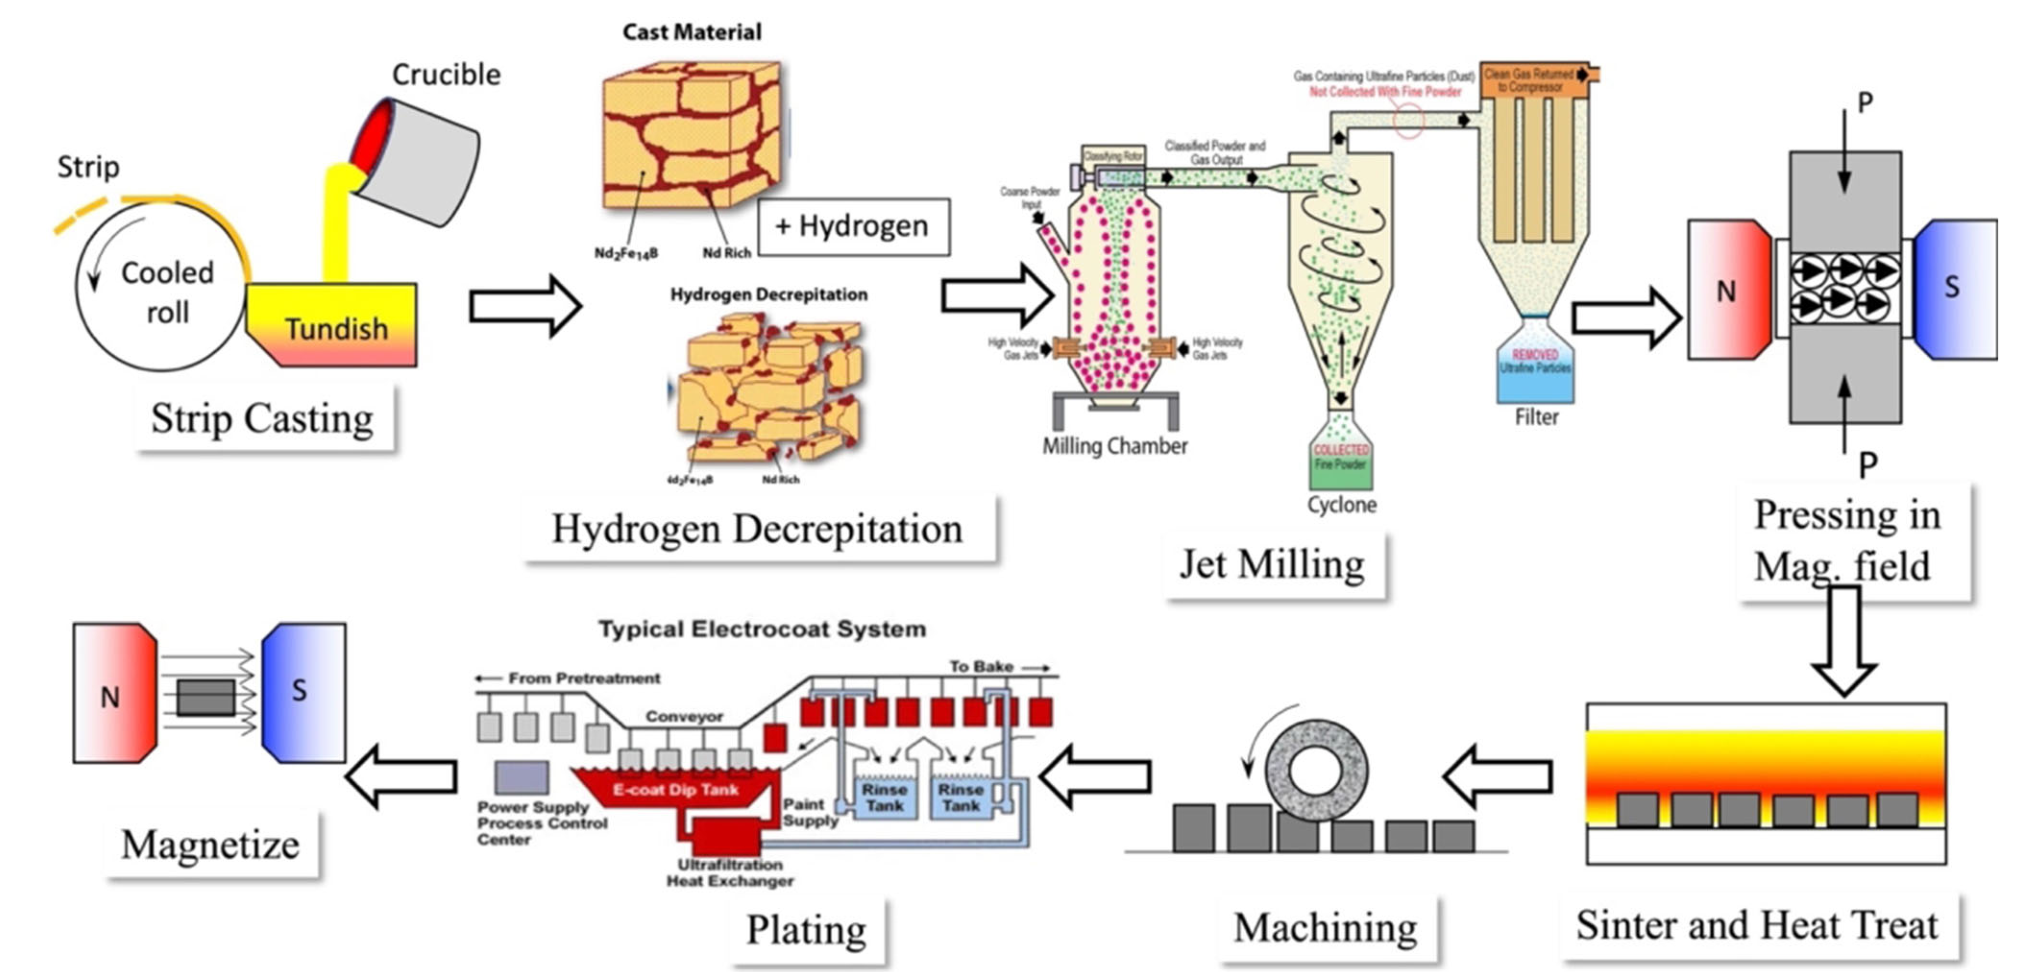 Crucible
Strip
Cooled
roll
Tundish
Strip Casting
Cast Material
Nd₂Fe₁₄B
Nd Rich
+ Hydrogen
Hydrogen Decrepitation
d₂Fe₁₄B
Nd Rich
Hydrogen Decrepitation
Coarse Powder
Input
Classifying Rotor
Classified Powder and
Gas Output
High Velocity
Gas Jets
High Velocity
Gas Jets
Milling Chamber
Gas Containing Ultrafine Particles (Dust)
Not Collected With Fine Powder
Clean Gas Returned
to Compressor
COLLECTED
Fine Powder
Cyclone
REMOVED
Ultrafine Particles
Filter
Jet Milling
P
N
S
P
Pressing in
Mag. field
Sinter and Heat Treat
Machining
Typical Electrocoat System
From Pretreatment
To Bake
Conveyor
E-coat Dip Tank
Rinse
Tank
Rinse
Tank
Paint
Supply
Power Supply
Process Control
Center
Ultrafiltration
Heat Exchanger
Plating
N
S
Magnetize